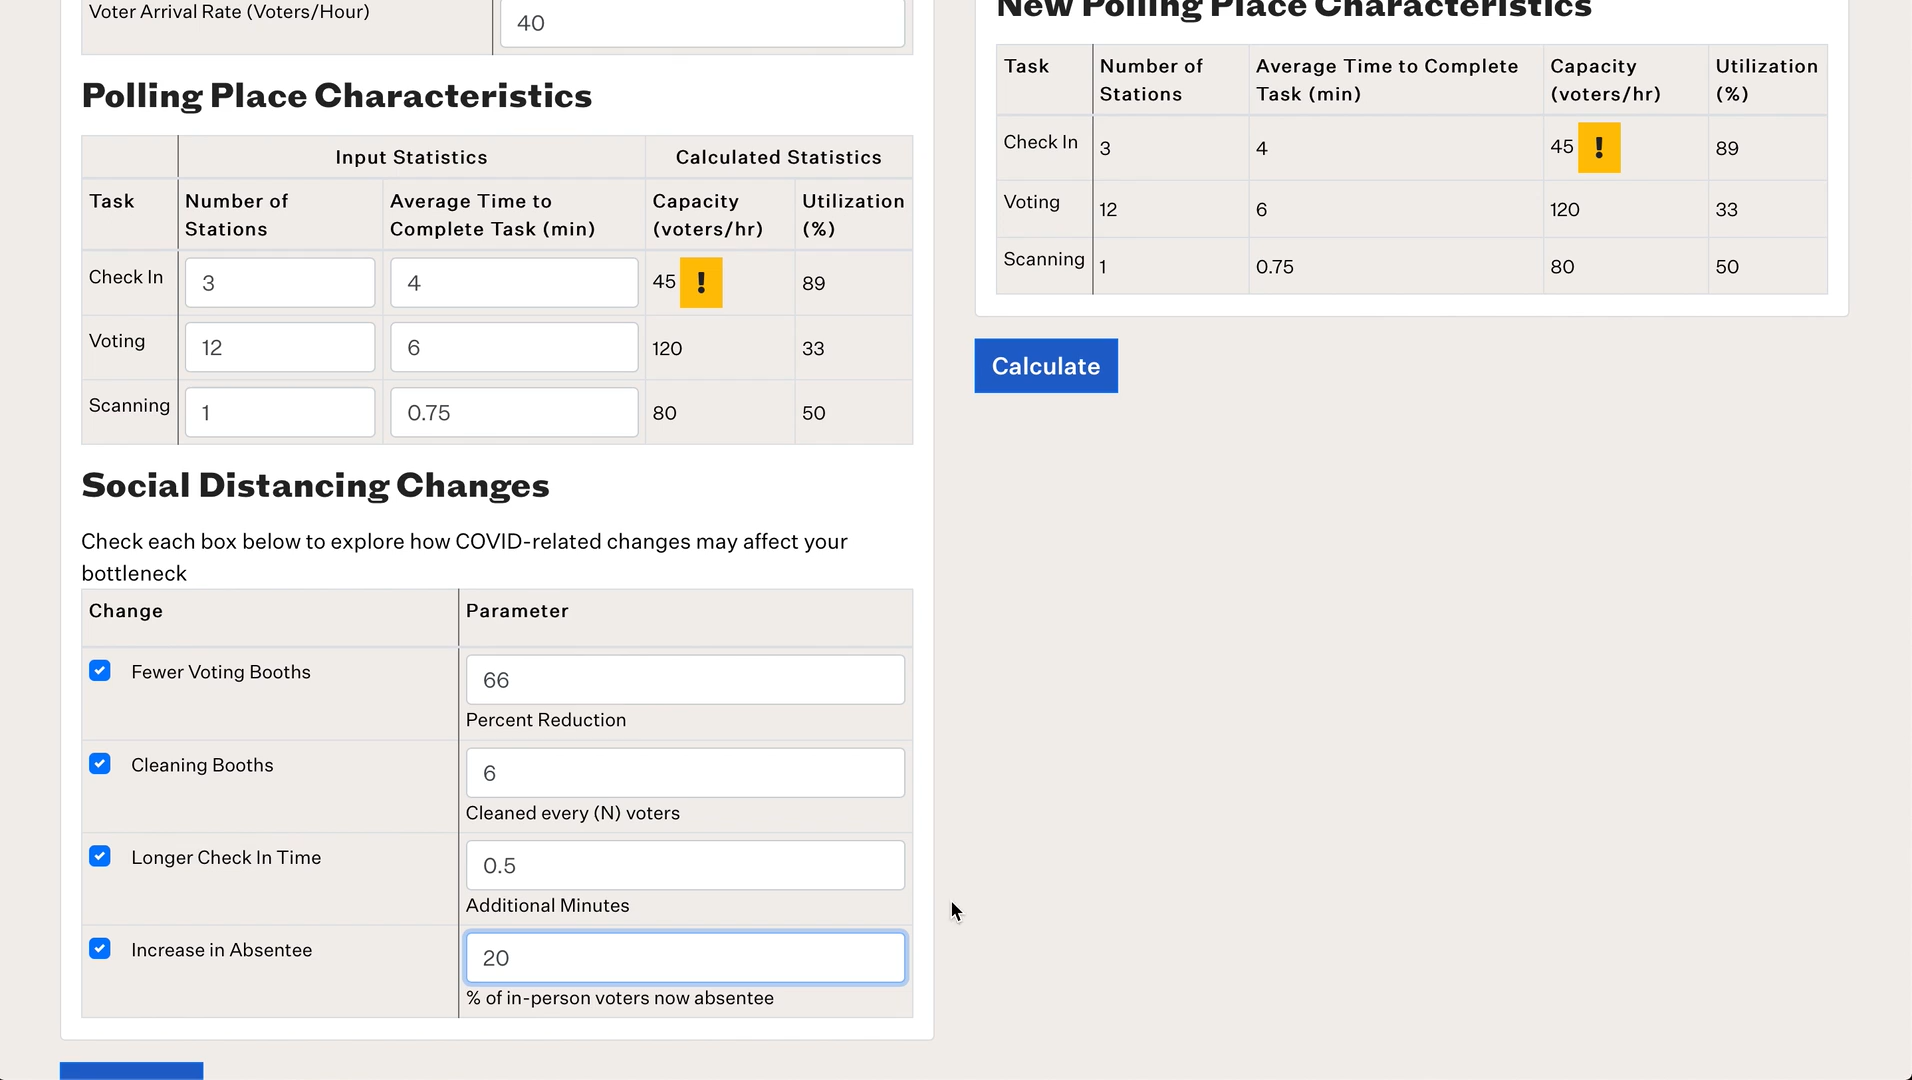 Voter Arrival Rate (Voters/Hour)
40
Polling Place Characteristics
Input Statistics
Calculated Statistics
Task
Number of
Stations
Average Time to
Complete Task (min)
Capacity
(voters/hr)
Utilization
(%)
Check In
3
4
45 !
89
Voting
12
6
120
33
Scanning
1
0.75
80
50
Social Distancing Changes
Check each box below to explore how COVID-related changes may affect your
bottleneck
Change
Parameter
Fewer Voting Booths
66
Percent Reduction
Cleaning Booths
6
Cleaned every (N) voters
Longer Check In Time
0.5
Additional Minutes
Increase in Absentee
20
% of in-person voters now absentee
New Polling Place Characteristics
Task
Number of
Stations
Average Time to Complete
Task (min)
Capacity
(voters/hr)
Utilization
(%)
Check In
3
4
45 !
89
Voting
12
6
120
33
Scanning
1
0.75
80
50
Calculate